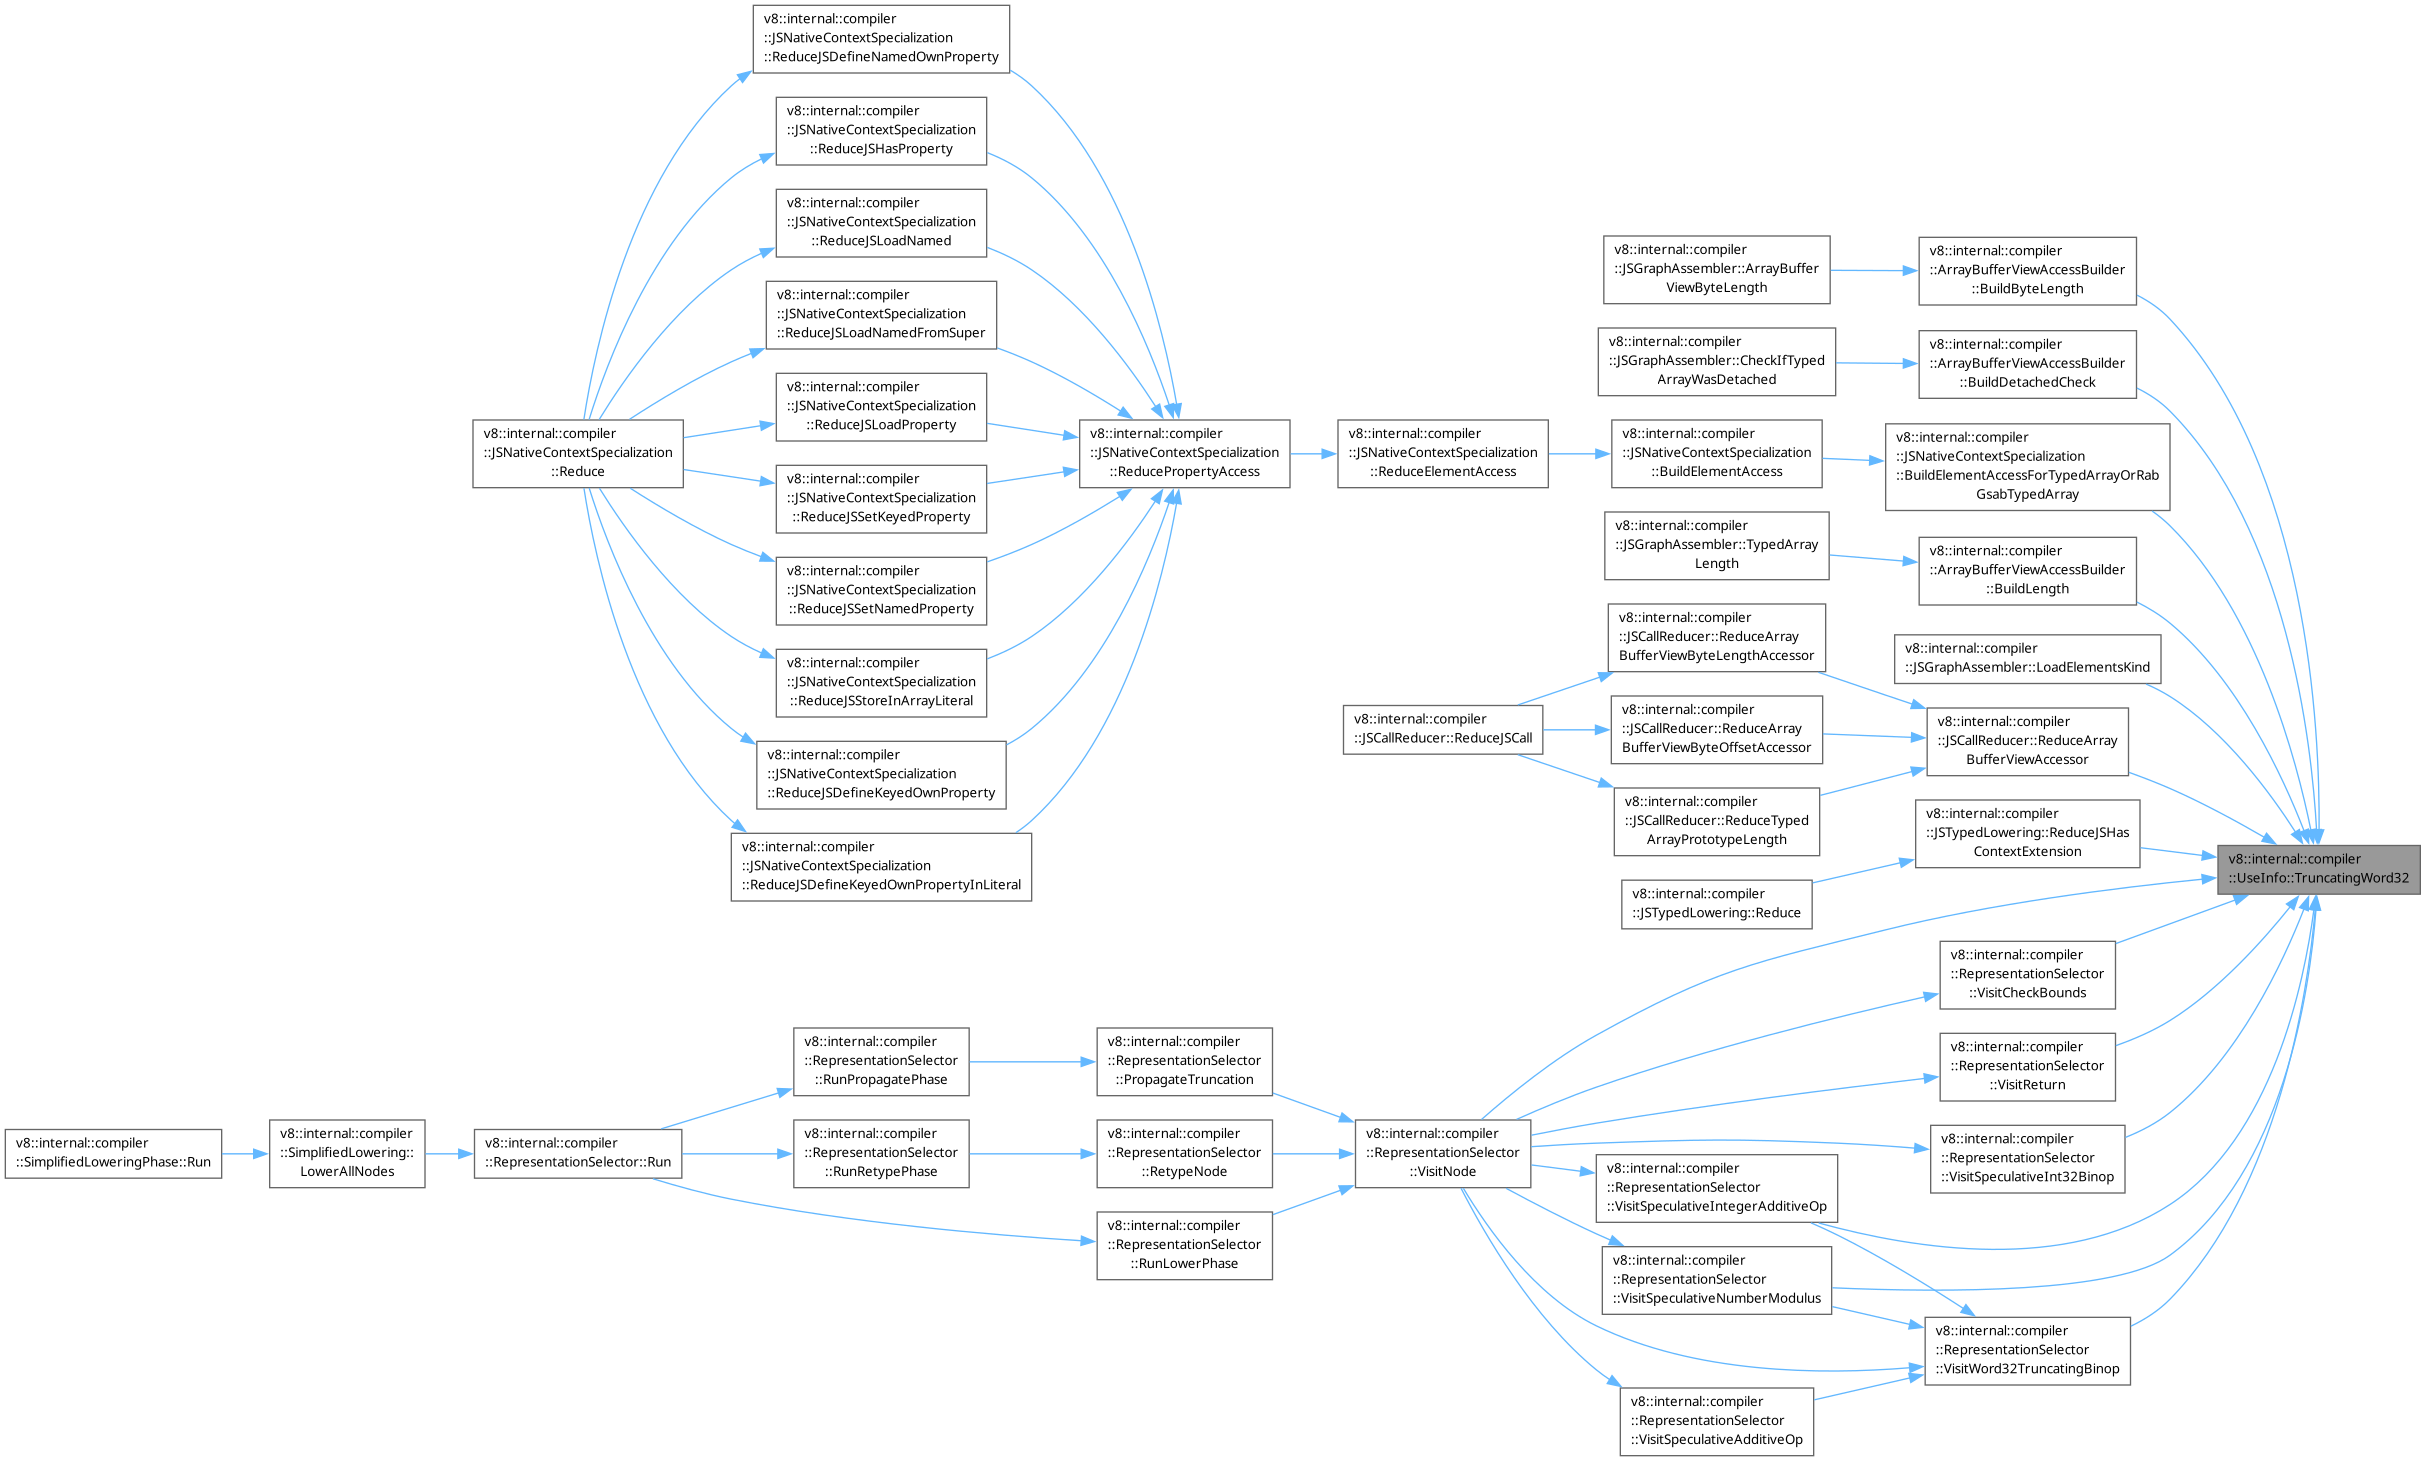 v8::internal::compiler
::JSNativeContextSpecialization
::ReduceJSDefineNamedOwnProperty
v8::internal::compiler
::JSNativeContextSpecialization
::ReduceJSHasProperty
v8::internal::compiler
::JSNativeContextSpecialization
::ReduceJSLoadNamed
v8::internal::compiler
::JSNativeContextSpecialization
::ReduceJSLoadNamedFromSuper
v8::internal::compiler
::JSNativeContextSpecialization
::ReduceJSLoadProperty
v8::internal::compiler
::JSNativeContextSpecialization
::Reduce
v8::internal::compiler
::JSNativeContextSpecialization
::ReduceJSSetKeyedProperty
v8::internal::compiler
::JSNativeContextSpecialization
::ReduceJSSetNamedProperty
v8::internal::compiler
::JSNativeContextSpecialization
::ReduceJSStoreInArrayLiteral
v8::internal::compiler
::JSNativeContextSpecialization
::ReduceJSDefineKeyedOwnProperty
v8::internal::compiler
::JSNativeContextSpecialization
::ReduceJSDefineKeyedOwnPropertyInLiteral
v8::internal::compiler
::JSNativeContextSpecialization
::ReducePropertyAccess
v8::internal::compiler
::JSNativeContextSpecialization
::ReduceElementAccess
v8::internal::compiler
::JSGraphAssembler::ArrayBuffer
ViewByteLength
v8::internal::compiler
::JSGraphAssembler::CheckIfTyped
ArrayWasDetached
v8::internal::compiler
::JSNativeContextSpecialization
::BuildElementAccess
v8::internal::compiler
::JSGraphAssembler::TypedArray
Length
v8::internal::compiler
::JSCallReducer::ReduceArray
BufferViewByteLengthAccessor
v8::internal::compiler
::JSCallReducer::ReduceJSCall
v8::internal::compiler
::JSCallReducer::ReduceArray
BufferViewByteOffsetAccessor
v8::internal::compiler
::JSCallReducer::ReduceTyped
ArrayPrototypeLength
v8::internal::compiler
::JSTypedLowering::Reduce
v8::internal::compiler
::ArrayBufferViewAccessBuilder
::BuildByteLength
v8::internal::compiler
::ArrayBufferViewAccessBuilder
::BuildDetachedCheck
v8::internal::compiler
::JSNativeContextSpecialization
::BuildElementAccessForTypedArrayOrRab
GsabTypedArray
v8::internal::compiler
::ArrayBufferViewAccessBuilder
::BuildLength
v8::internal::compiler
::JSGraphAssembler::LoadElementsKind
v8::internal::compiler
::JSCallReducer::ReduceArray
BufferViewAccessor
v8::internal::compiler
::JSTypedLowering::ReduceJSHas
ContextExtension
v8::internal::compiler
::UseInfo::TruncatingWord32
v8::internal::compiler
::RepresentationSelector
::VisitCheckBounds
v8::internal::compiler
::RepresentationSelector
::VisitReturn
v8::internal::compiler
::RepresentationSelector
::VisitSpeculativeInt32Binop
v8::internal::compiler
::SimplifiedLoweringPhase::Run
v8::internal::compiler
::SimplifiedLowering::
LowerAllNodes
v8::internal::compiler
::RepresentationSelector::Run
v8::internal::compiler
::RepresentationSelector
::RunPropagatePhase
v8::internal::compiler
::RepresentationSelector
::RunRetypePhase
v8::internal::compiler
::RepresentationSelector
::PropagateTruncation
v8::internal::compiler
::RepresentationSelector
::RetypeNode
v8::internal::compiler
::RepresentationSelector
::RunLowerPhase
v8::internal::compiler
::RepresentationSelector
::VisitNode
v8::internal::compiler
::RepresentationSelector
::VisitSpeculativeIntegerAdditiveOp
v8::internal::compiler
::RepresentationSelector
::VisitSpeculativeNumberModulus
v8::internal::compiler
::RepresentationSelector
::VisitWord32TruncatingBinop
v8::internal::compiler
::RepresentationSelector
::VisitSpeculativeAdditiveOp